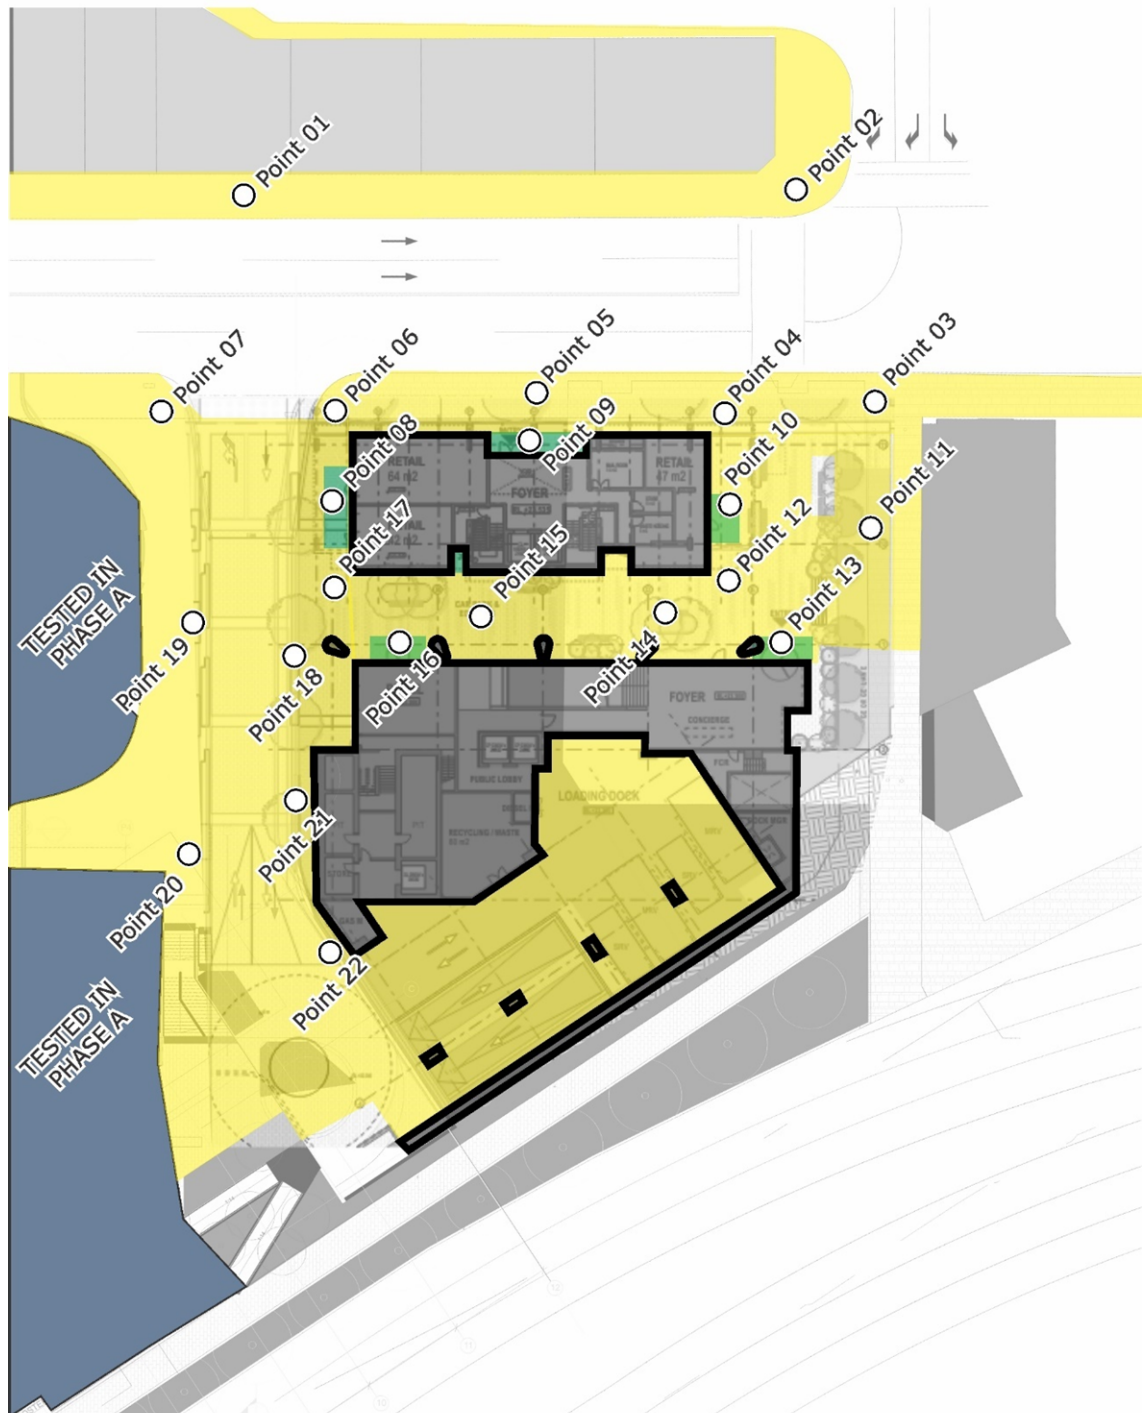 Point 01
Point 02
Point 03
Point 04
Point 05
Point 06
Point 07
Point 08
Point 09
Point 10
Point 11
Point 12
Point 13
Point 14
Point 15
Point 16
Point 17
Point 18
Point 19
Point 20
Point 21
Point 22
RETAIL
64 m2
FOYER
RETAIL
47 m2
TESTED IN
PHASE A
FOYER
CONCIERGE
PUBLIC LOBBY
LOADING DOCK
RECYCLING / WASTE
TESTED IN
PHASE A